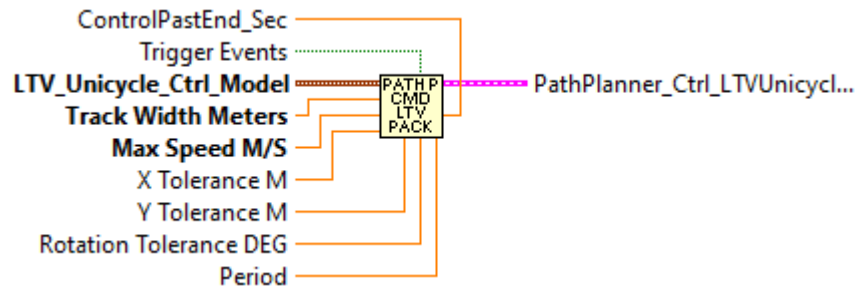 ControlPastEnd_Sec
Trigger Events
LTV_Unicycle_Ctrl_Model
Track Width Meters
Max Speed M/S
X Tolerance M
Y Tolerance M
Rotation Tolerance DEG
Period
PATH P
CMD
LTV
PACK
PathPlanner_Ctrl_LTVUnicycl...